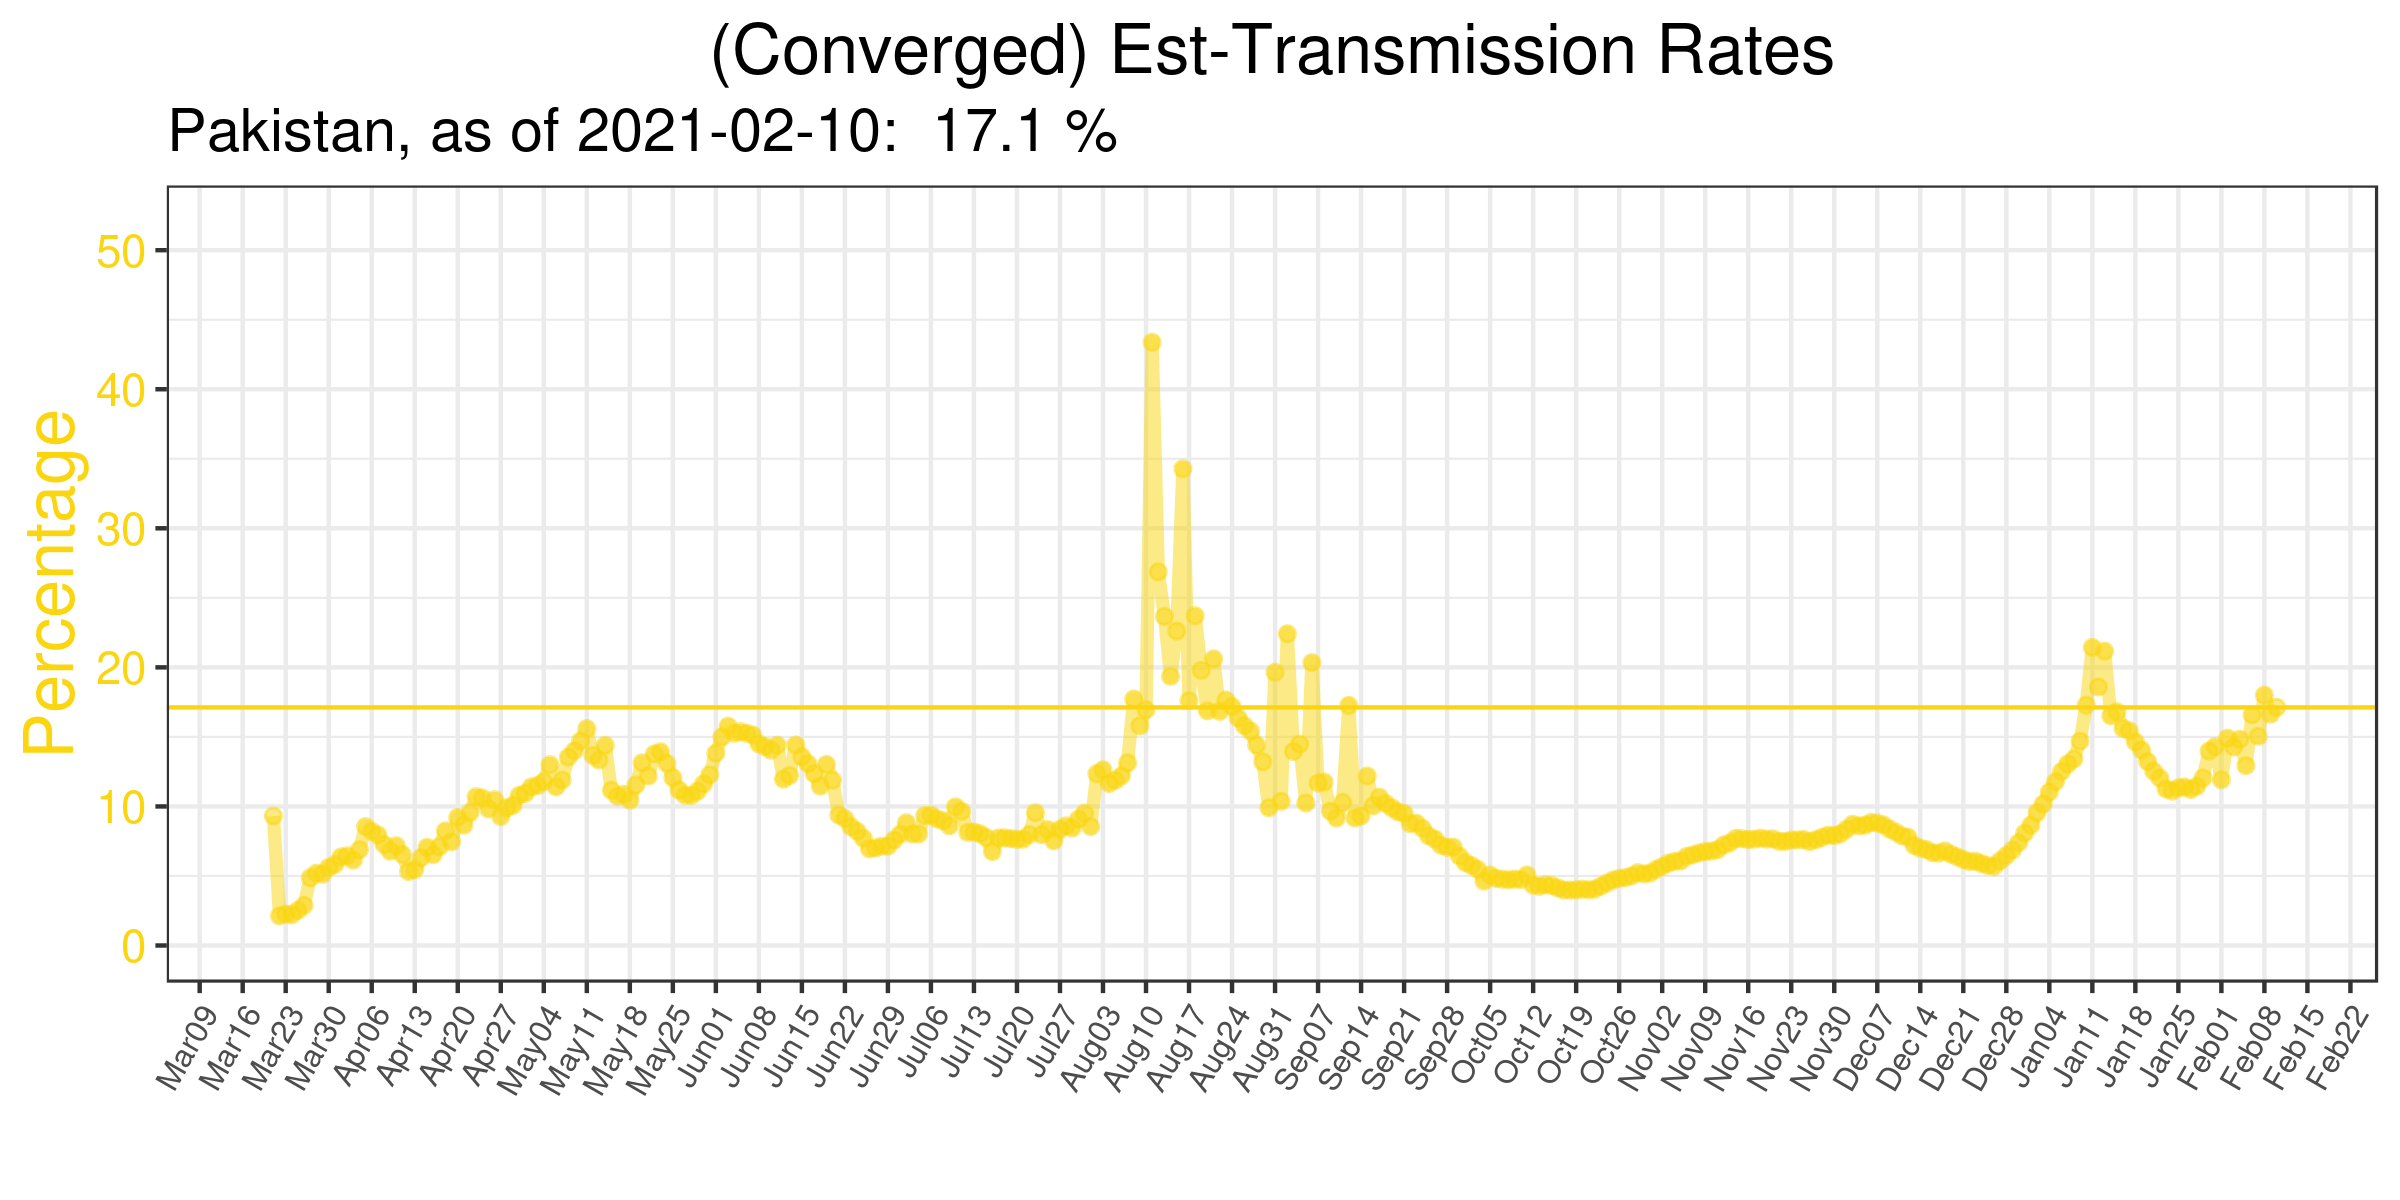 (Converged) Est-Transmission Rates
Pakistan, as of 2021-02-10:  17.1 %
Percentage
50
40
30
20
10
0
Mar09
Mar16
Mar23
Mar30
Apr06
Apr13
Apr20
Apr27
May04
May11
May18
May25
Jun01
Jun08
Jun15
Jun22
Jun29
Jul06
Jul13
Jul20
Jul27
Aug03
Aug10
Aug17
Aug24
Aug31
Sep07
Sep14
Sep21
Sep28
Oct05
Oct12
Oct19
Oct26
Nov02
Nov09
Nov16
Nov23
Nov30
Dec07
Dec14
Dec21
Dec28
Jan04
Jan11
Jan18
Jan25
Feb01
Feb08
Feb15
Feb22